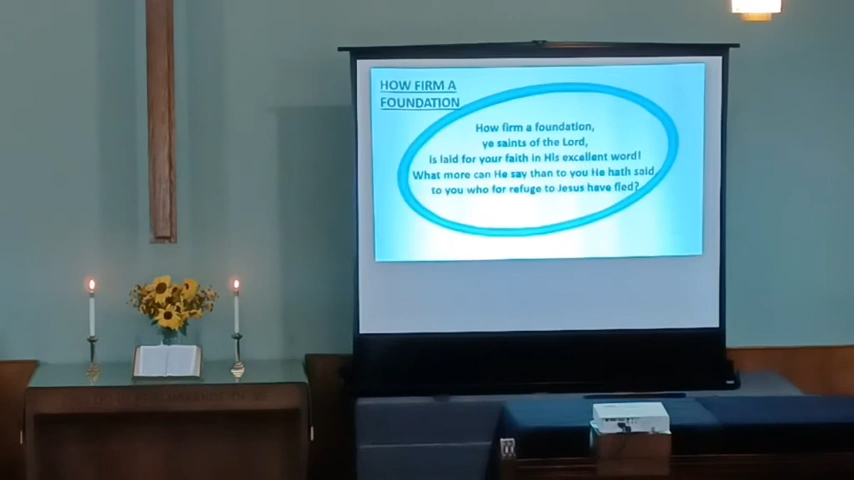 HOW FIRM A
FOUNDATION
How firm a foundation,
ye saints of the Lord,
is laid for your faith in His excellent word!
What more can He say than to you He hath said
to you who for refuge to Jesus have fled?